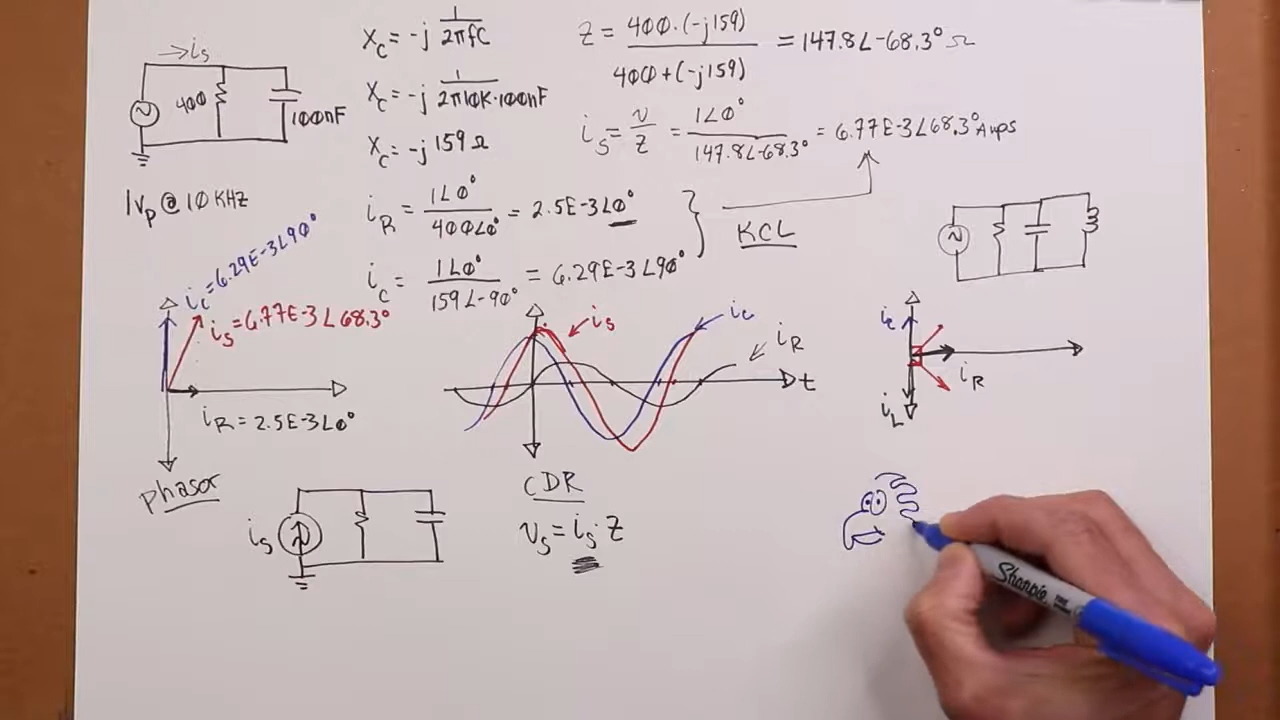 → iₛ
400
100nF
1Vp @ 10 KHZ
Xc = -j 1/2πfC
Xc = -j 1/2π10K·100nF
Xc = -j 159 Ω
Z = 400·(-j159)/400+(-j159) = 147.8∠-68.3° Ω
iₛ = v/Z = 1∠0°/147.8∠-68.3° = 6.77E-3∠68.3° Amps
iR = 1∠0°/400∠0° = 2.5E-3∠0°
KCL
ic = 1∠0°/159∠-90° = 6.29E-3∠90°
ic = 6.29E-3∠90°
iₛ = 6.77E-3∠68.3°
iR = 2.5E-3∠0°
phasor
iₛ
ic
iR
t
ic
iR
iL
iₛ
CDR
vₛ = iₛ·Z
Sharpie